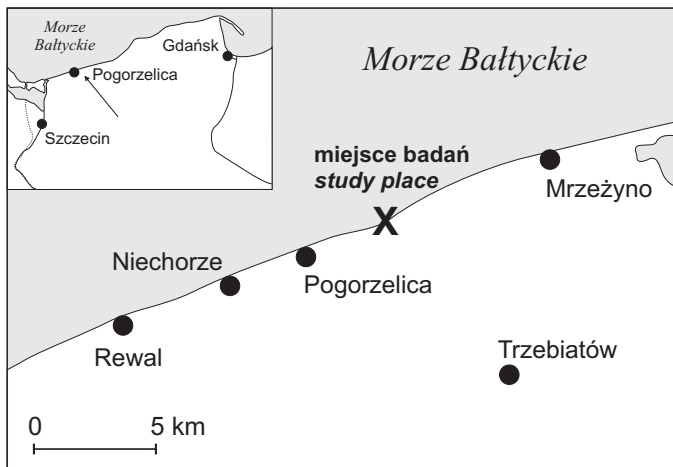 Morze
Bałtyckie
Gdańsk
Pogorzelica
Szczecin
Morze Bałtyckie
miejsce badań
study place
X
Mrzeżyno
Niechorze
Pogorzelica
Rewal
Trzebiatów
0 5 km